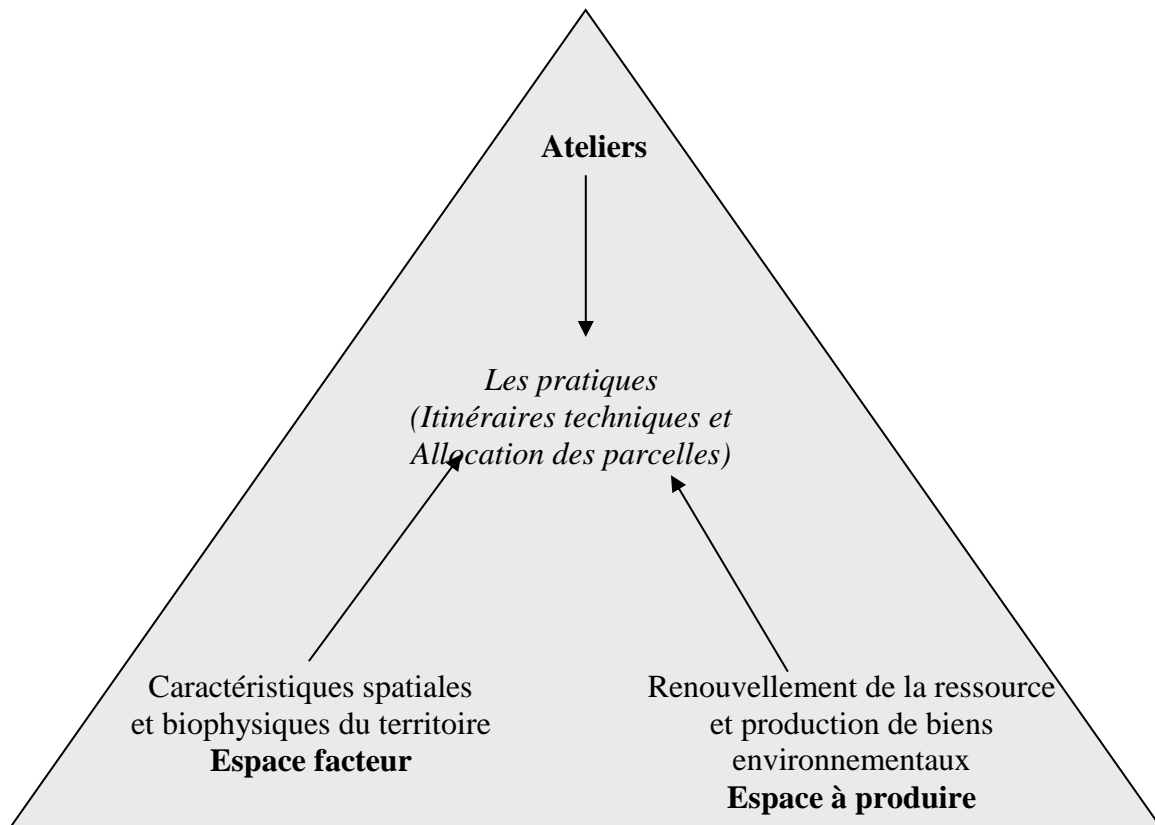 Ateliers
Les pratiques
(Itinéraires techniques et
Allocation des parcelles)
Caractéristiques spatiales
et biophysiques du territoire
Espace facteur
Renouvellement de la ressource
et production de biens
environnementaux
Espace à produire